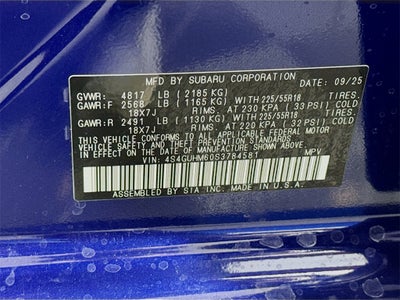 MFD BY SUBARU CORPORATION 09/25
GVWR: 4817 LB ( 2185 KG)
GAWR:F 2568 LB ( 1165 KG) WITH 225/55R18 TIRES.
18X7J RIMS. AT 230 KPA ( 33 PSI) COLD
GAWR:R 2491 LB ( 1130 KG) WITH 225/55R18 TIRES.
18X7J RIMS. AT 220 KPA ( 32 PSI) COLD
THIS VEHICLE CONFORMS TO ALL APPLICABLE FEDERAL MOTOR
VEHICLE SAFETY AND THEFT PREVENTION STANDARDS
IN EFFECT ON THE DATE OF MANUFACTURE SHOWN ABOVE.
VIN: 4S4GUHM60S3784581 MPV
ASSEMBLED BY SIA INC. MADE IN U.S.A.